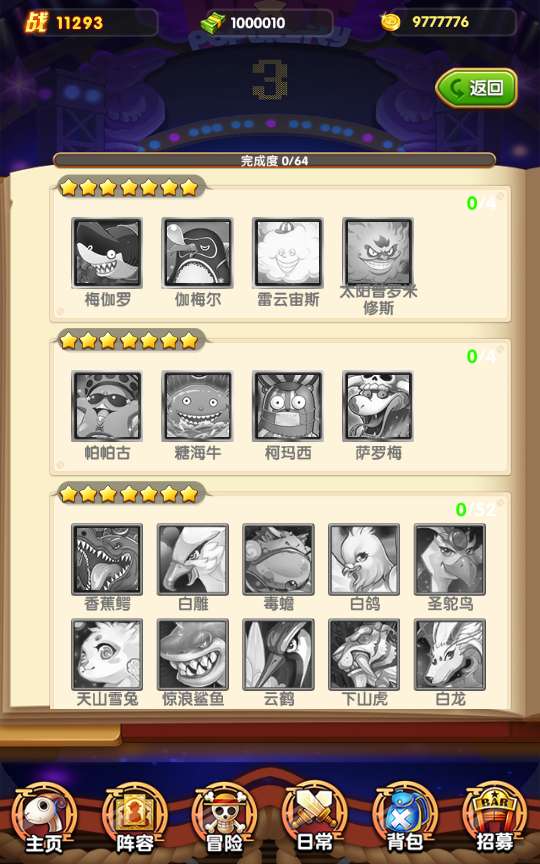 战 11293
1000010
9777776
3
返回
完成度 0/64
0/4
梅伽罗
伽梅尔
雷云宙斯
太阳普罗米
修斯
0/4
帕帕古
糖海牛
柯玛西
萨罗梅
0/52
香蕉鳄
白雕
毒蟾
白鸽
圣鸵鸟
天山雪兔
惊浪鲨鱼
云鹤
下山虎
白龙
BAR
主页
阵容
冒险
日常
背包
招募